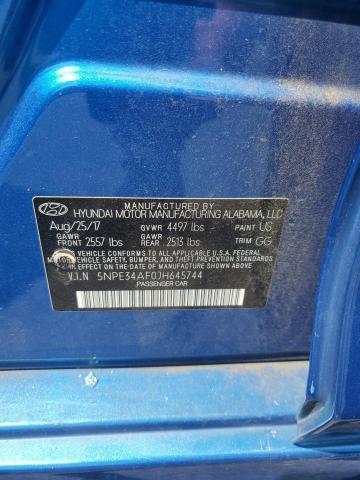 MANUFACTURED BY
HYUNDAI MOTOR MANUFACTURING ALABAMA, LLC
Aug/25/17 GVWR 4497 lbs PAINT US
GAWR FRONT 2557 lbs GAWR REAR 2513 lbs TRIM GG
THIS VEHICLE CONFORMS TO ALL APPLICABLE FEDERAL
MOTOR VEHICLE SAFETY, BUMPER, AND THEFT PREVENTION
STANDARDS IN EFFECT ON THE DATE OF MANUFACTURE SHOWN ABOVE.
V.I.N 5NPE34AF0JH645744
PASSENGER CAR